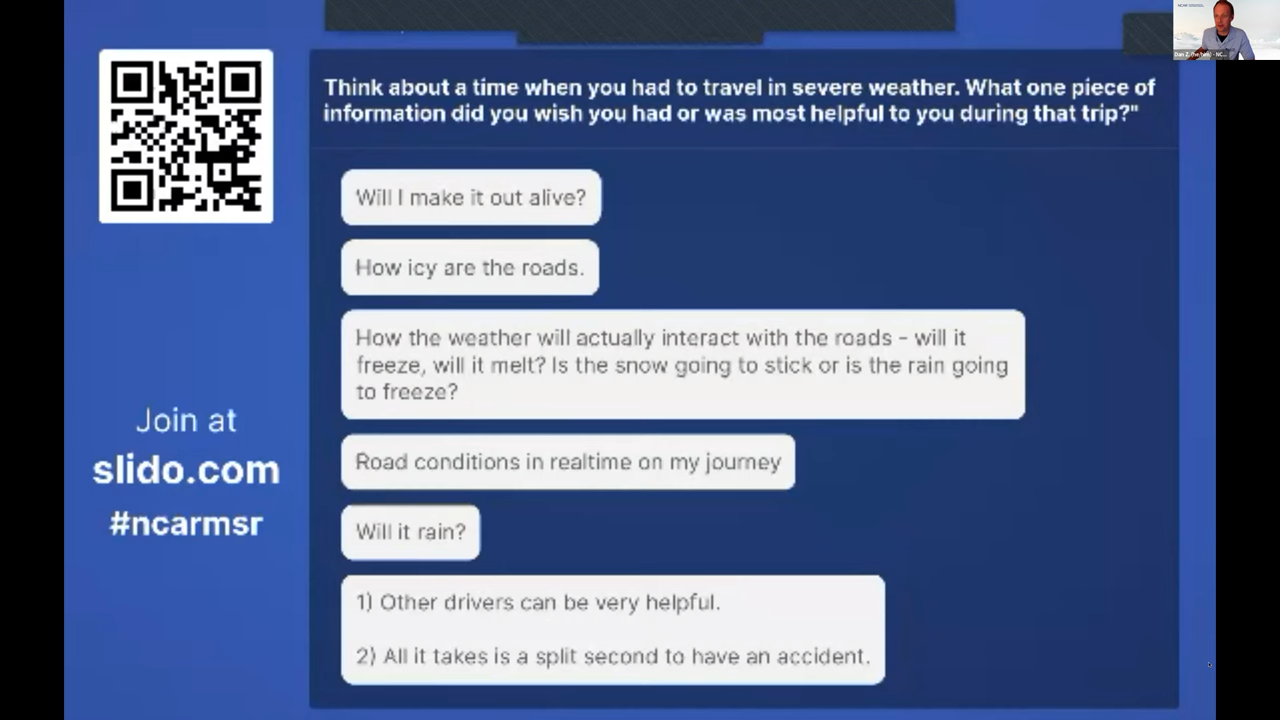 Think about a time when you had to travel in severe weather. What one piece of
information did you wish you had or was most helpful to you during that trip?"
Will I make it out alive?
How icy are the roads.
How the weather will actually interact with the roads - will it
freeze, will it melt? Is the snow going to stick or is the rain going
to freeze?
Road conditions in realtime on my journey
Will it rain?
1) Other drivers can be very helpful.
2) All it takes is a split second to have an accident.
Join at
slido.com
#ncarmsr